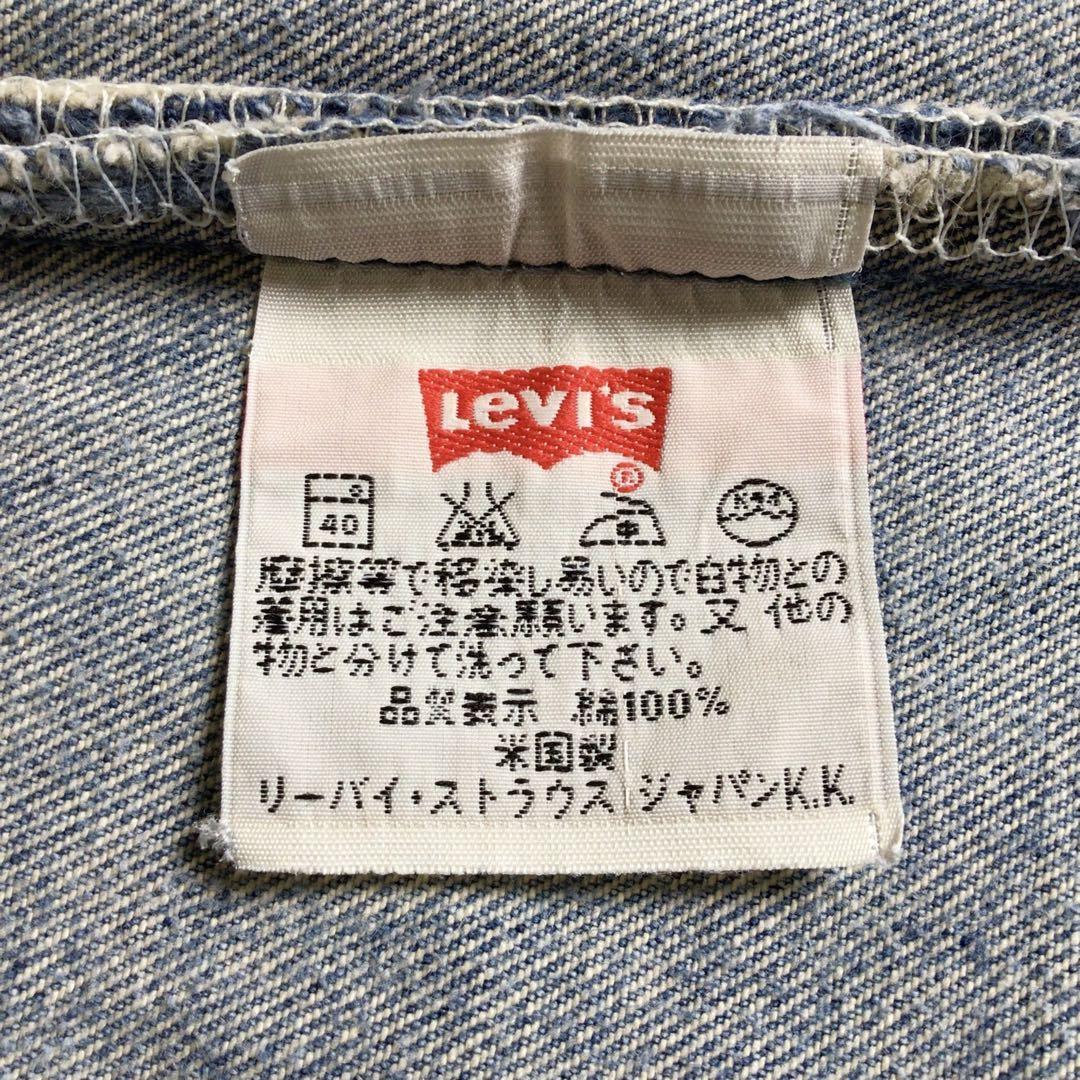 Levi's
®
40
摩擦等で移染し易いので白物との
着用はご注意願います。又 他の
物と分けて洗って下さい。
品質表示 綿100%
米国製
リーバイ・ストラウス ジャパンK.K.